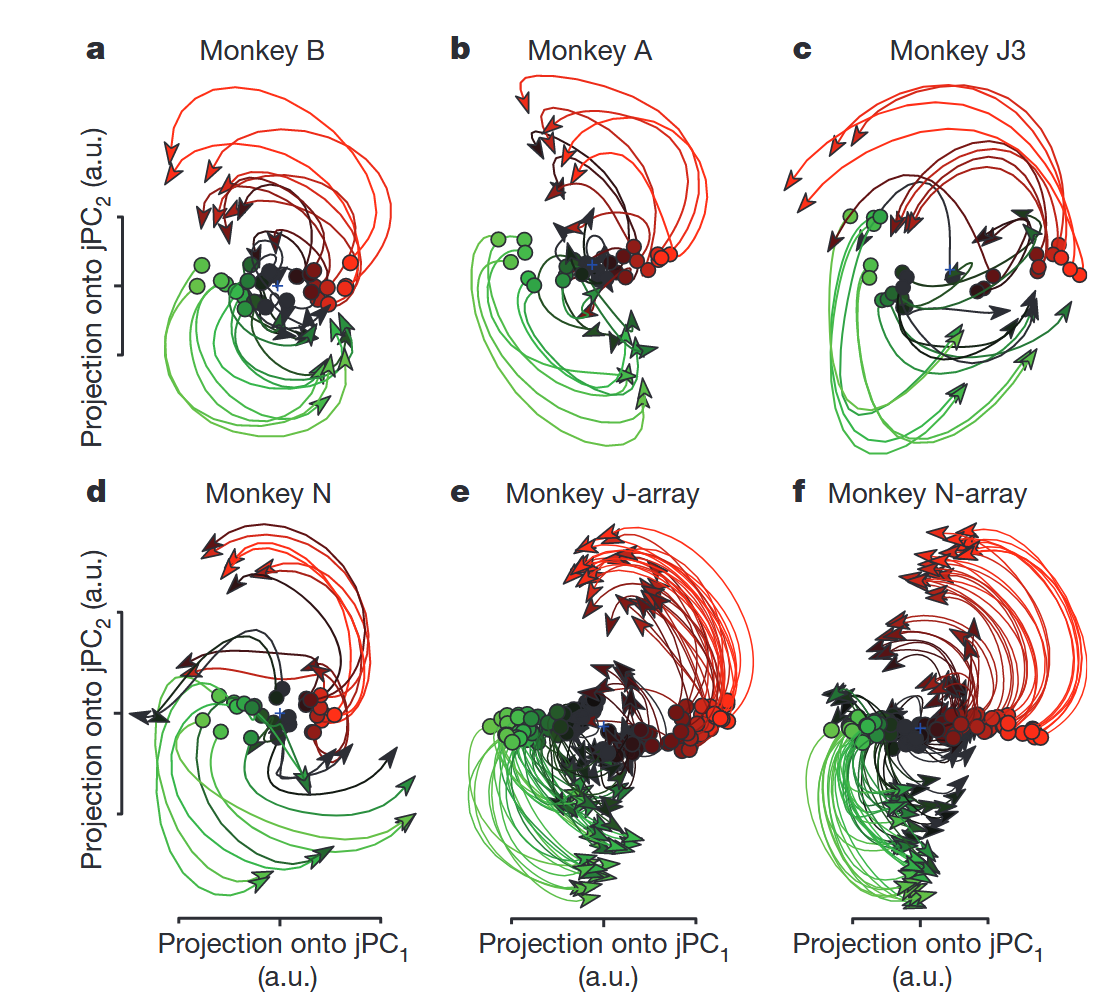 a Monkey B
b Monkey A
c Monkey J3
Projection onto jPC2 (a.u.)
d Monkey N
e Monkey J-array
f Monkey N-array
Projection onto jPC2 (a.u.)
Projection onto jPC1
(a.u.)
Projection onto jPC1
(a.u.)
Projection onto jPC1
(a.u.)